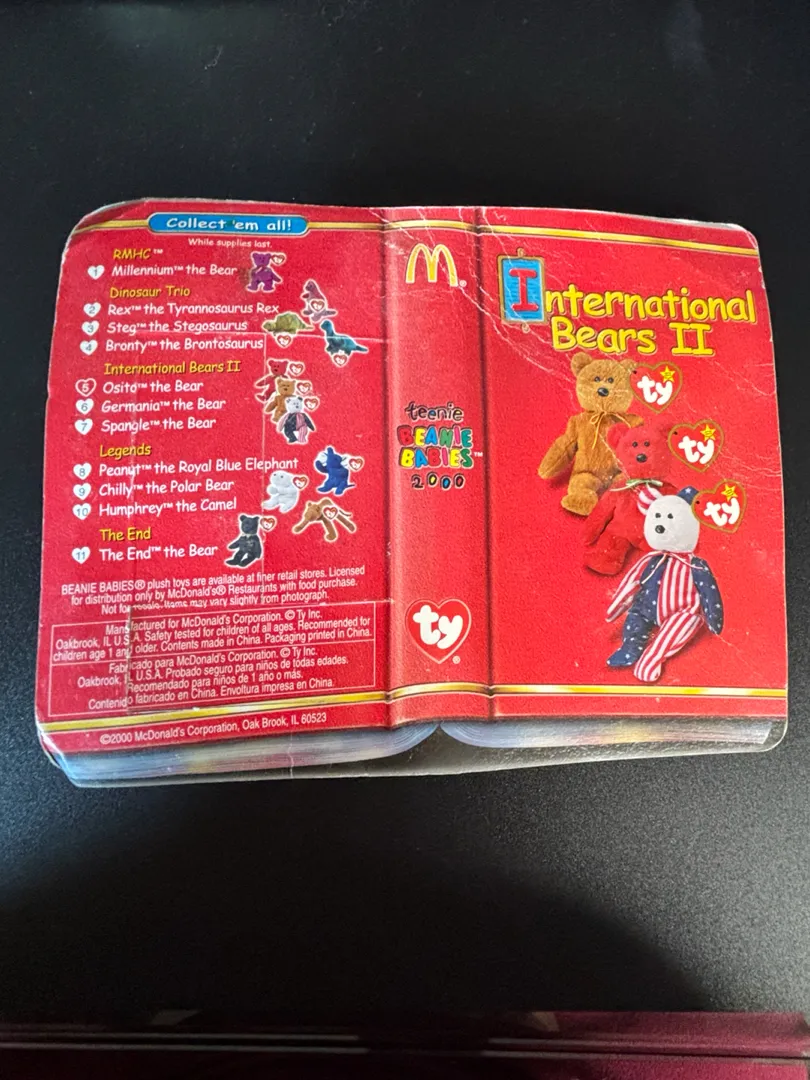 Collect 'em all!
While supplies last.
RMHC™
1 Millennium™ the Bear
Dinosaur Trio
2 Rex™ the Tyrannosaurus Rex
3 Steg™ the Stegosaurus
4 Bronty™ the Brontosaurus
International Bears II
5 Osito™ the Bear
6 Germania™ the Bear
7 Spangle™ the Bear
Legends
8 Peanut™ the Royal Blue Elephant
9 Chilly™ the Polar Bear
10 Humphrey™ the Camel
The End
11 The End™ the Bear
BEANIE BABIES® plush toys are available at finer retail stores. Licensed
for distribution only by McDonald's® Restaurants with food purchase.
Not for resale. Items may vary slightly from photograph.
Manufactured for McDonald's Corporation. © Ty Inc.
Oakbrook, IL U.S.A. Safety tested for children of all ages. Recommended for
children age 1 and older. Contents made in China. Packaging printed in China.
Fabricado para McDonald's Corporation. © Ty Inc.
Oakbrook, IL U.S.A. Probado seguro para niños de todas edades.
Recomendado para niños de 1 año o más.
Contenido fabricado en China. Envoltura impresa en China.
©2000 McDonald's Corporation, Oak Brook, IL 60523
M®
teenie
BEANIE
BABIES™
2000
ty®
International
Bears II
ty
ty
ty